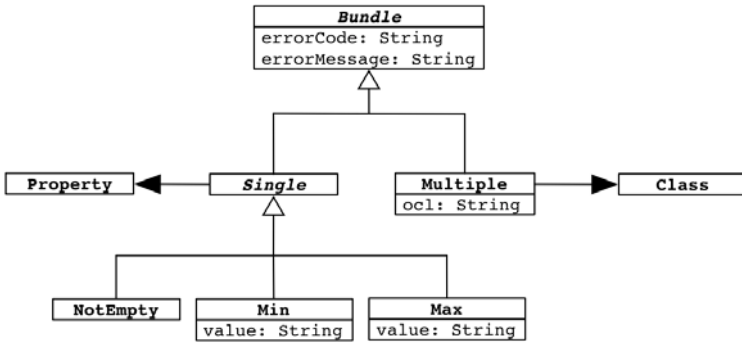 Bundle
errorCode: String
errorMessage: String
Property
Single
Multiple
ocl: String
Class
NotEmpty
Min
value: String
Max
value: String